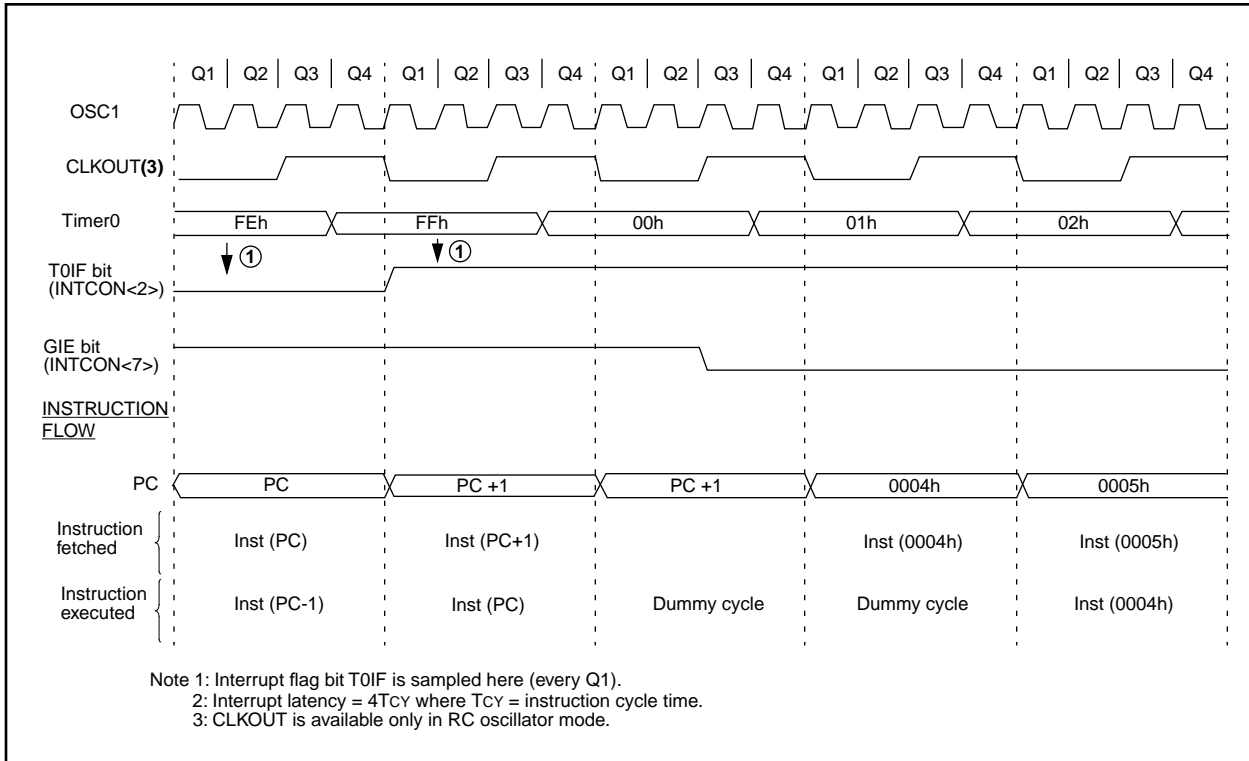 Q1 Q2 Q3 Q4 Q1 Q2 Q3 Q4 Q1 Q2 Q3 Q4 Q1 Q2 Q3 Q4 Q1 Q2 Q3 Q4
OSC1
CLKOUT(3)
Timer0 FEh FFh 00h 01h 02h
1 1
T0IF bit
(INTCON<2>)
GIE bit
(INTCON<7>)
INSTRUCTION
FLOW
PC PC PC +1 PC +1 0004h 0005h
Instruction
fetched
Inst (PC) Inst (PC+1) Inst (0004h) Inst (0005h)
Instruction
executed
Inst (PC-1) Inst (PC) Dummy cycle Dummy cycle Inst (0004h)
Note 1: Interrupt flag bit T0IF is sampled here (every Q1).
2: Interrupt latency = 4TCY where TCY = instruction cycle time.
3: CLKOUT is available only in RC oscillator mode.